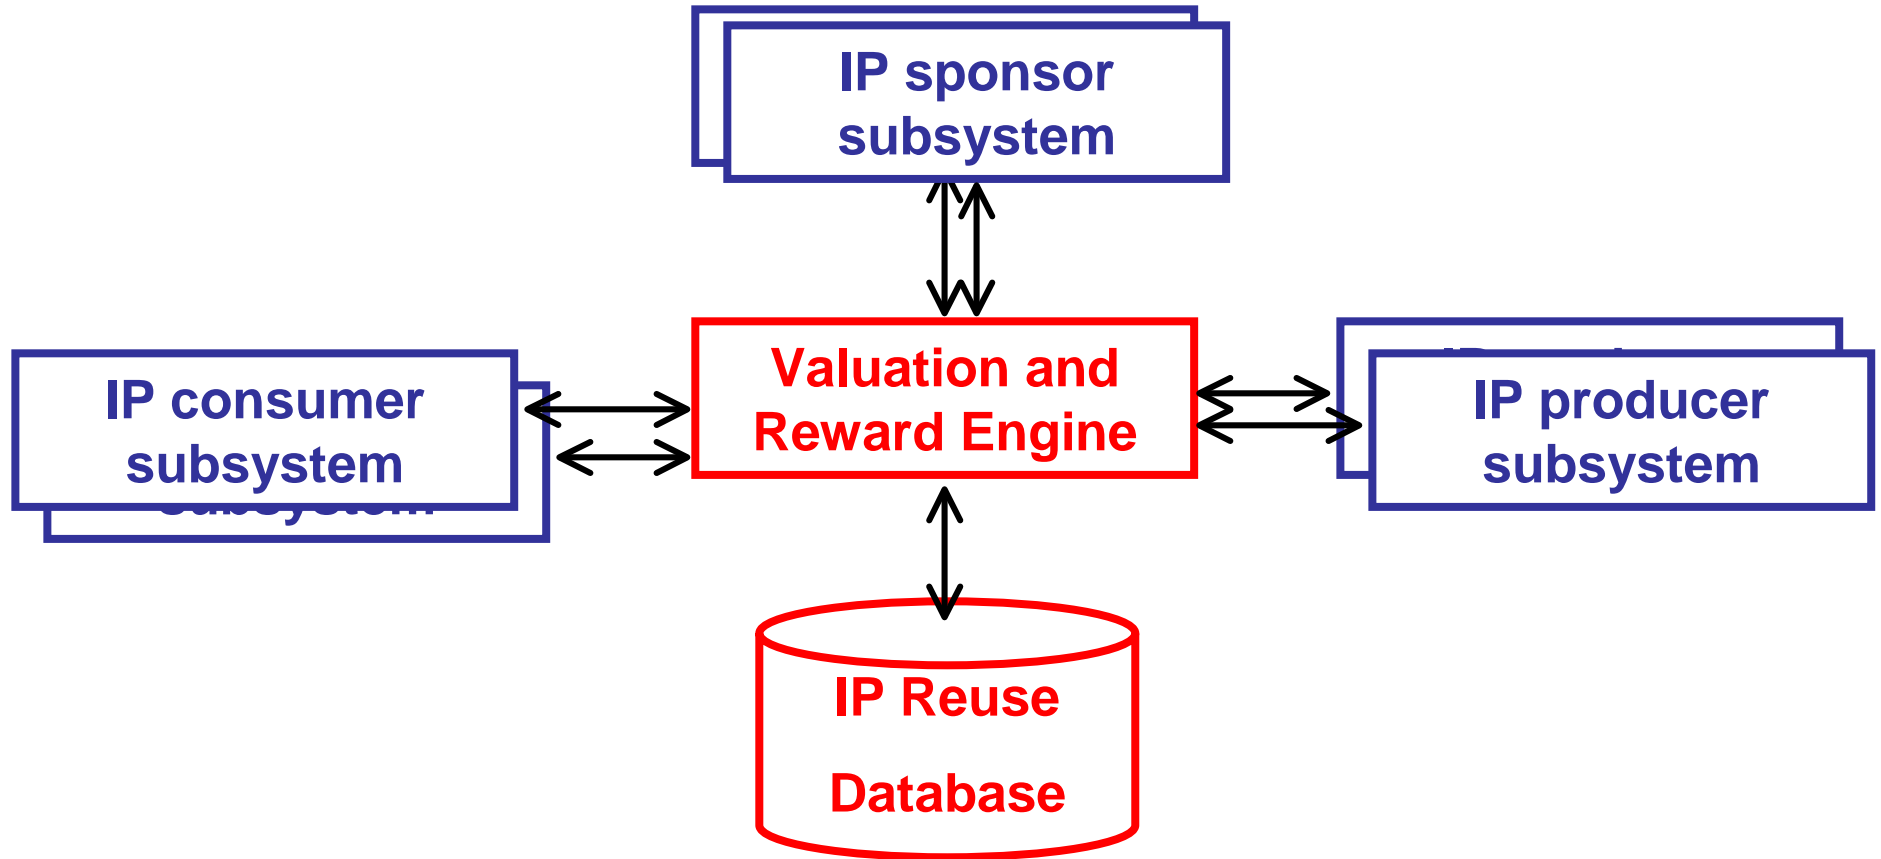 IP sponsor
subsystem
Valuation and
Reward Engine
IP consumer
subsystem
IP producer
subsystem
IP Reuse
Database